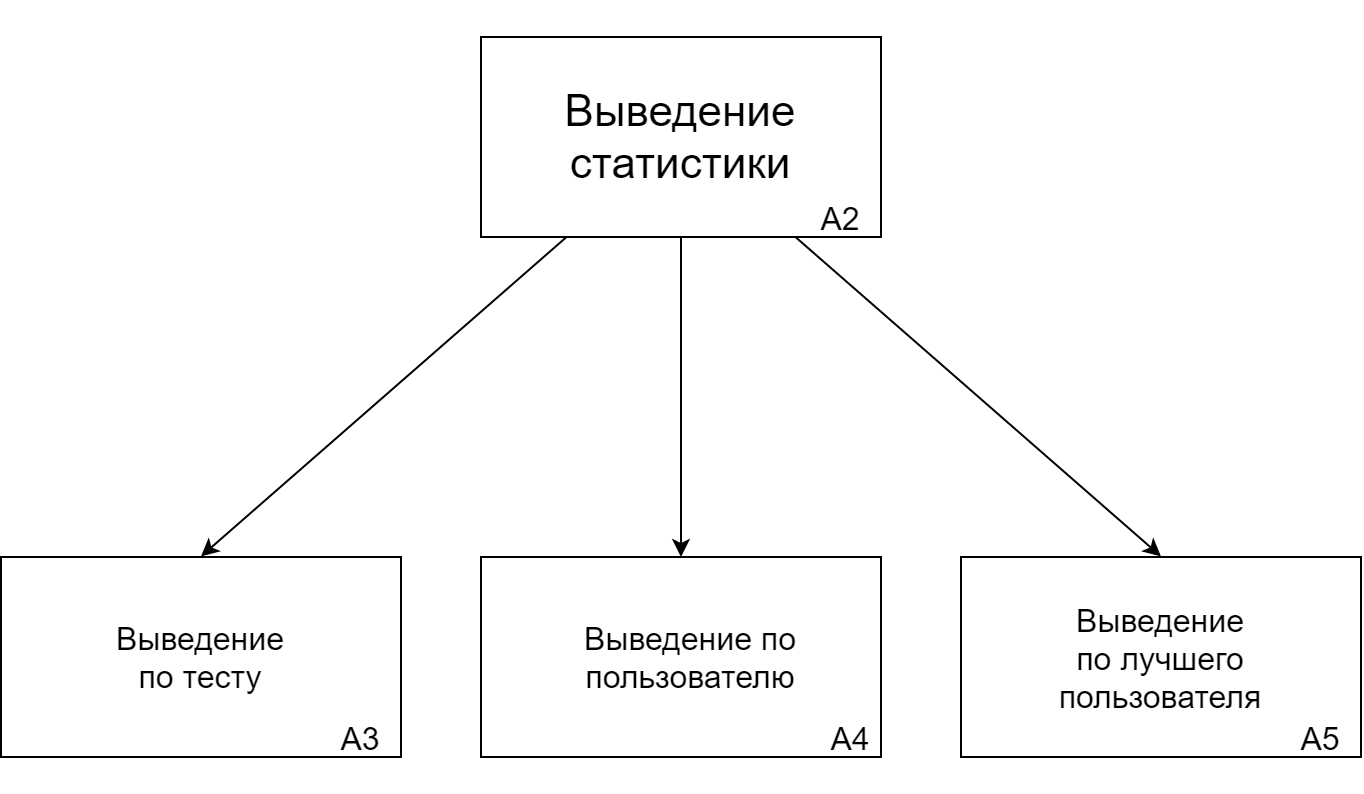 Выведение
статистики
А2
Выведение
по тесту
А3
Выведение по
пользователю
А4
Выведение
по лучшего
пользователя
А5